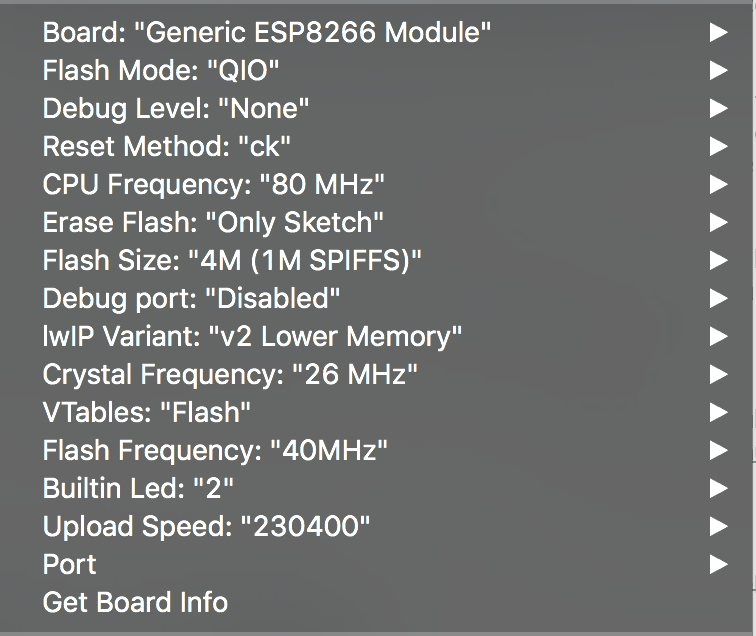 Board: "Generic ESP8266 Module"
Flash Mode: "QIO"
Debug Level: "None"
Reset Method: "ck"
CPU Frequency: "80 MHz"
Erase Flash: "Only Sketch"
Flash Size: "4M (1M SPIFFS)"
Debug port: "Disabled"
lwIP Variant: "v2 Lower Memory"
Crystal Frequency: "26 MHz"
VTables: "Flash"
Flash Frequency: "40MHz"
Builtin Led: "2"
Upload Speed: "230400"
Port
Get Board Info